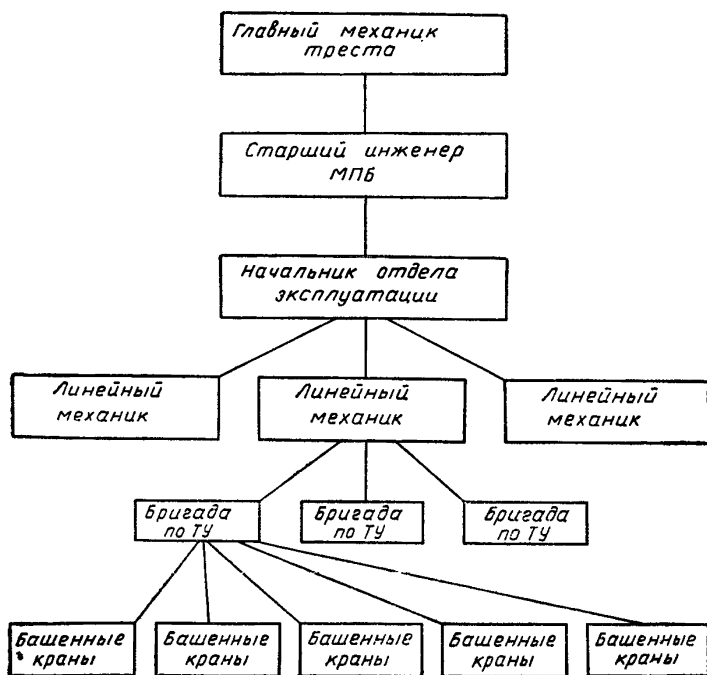 Главный механик
треста
Старший инженер
МПБ
Начальник отдела
эксплуатации
Линейный
механик
Линейный
механик
Линейный
механик
Бригада
по ТУ
Бригада
по ТУ
Бригада
по ТУ
Башенные
краны
Башенные
краны
Башенные
краны
Башенные
краны
Башенные
краны